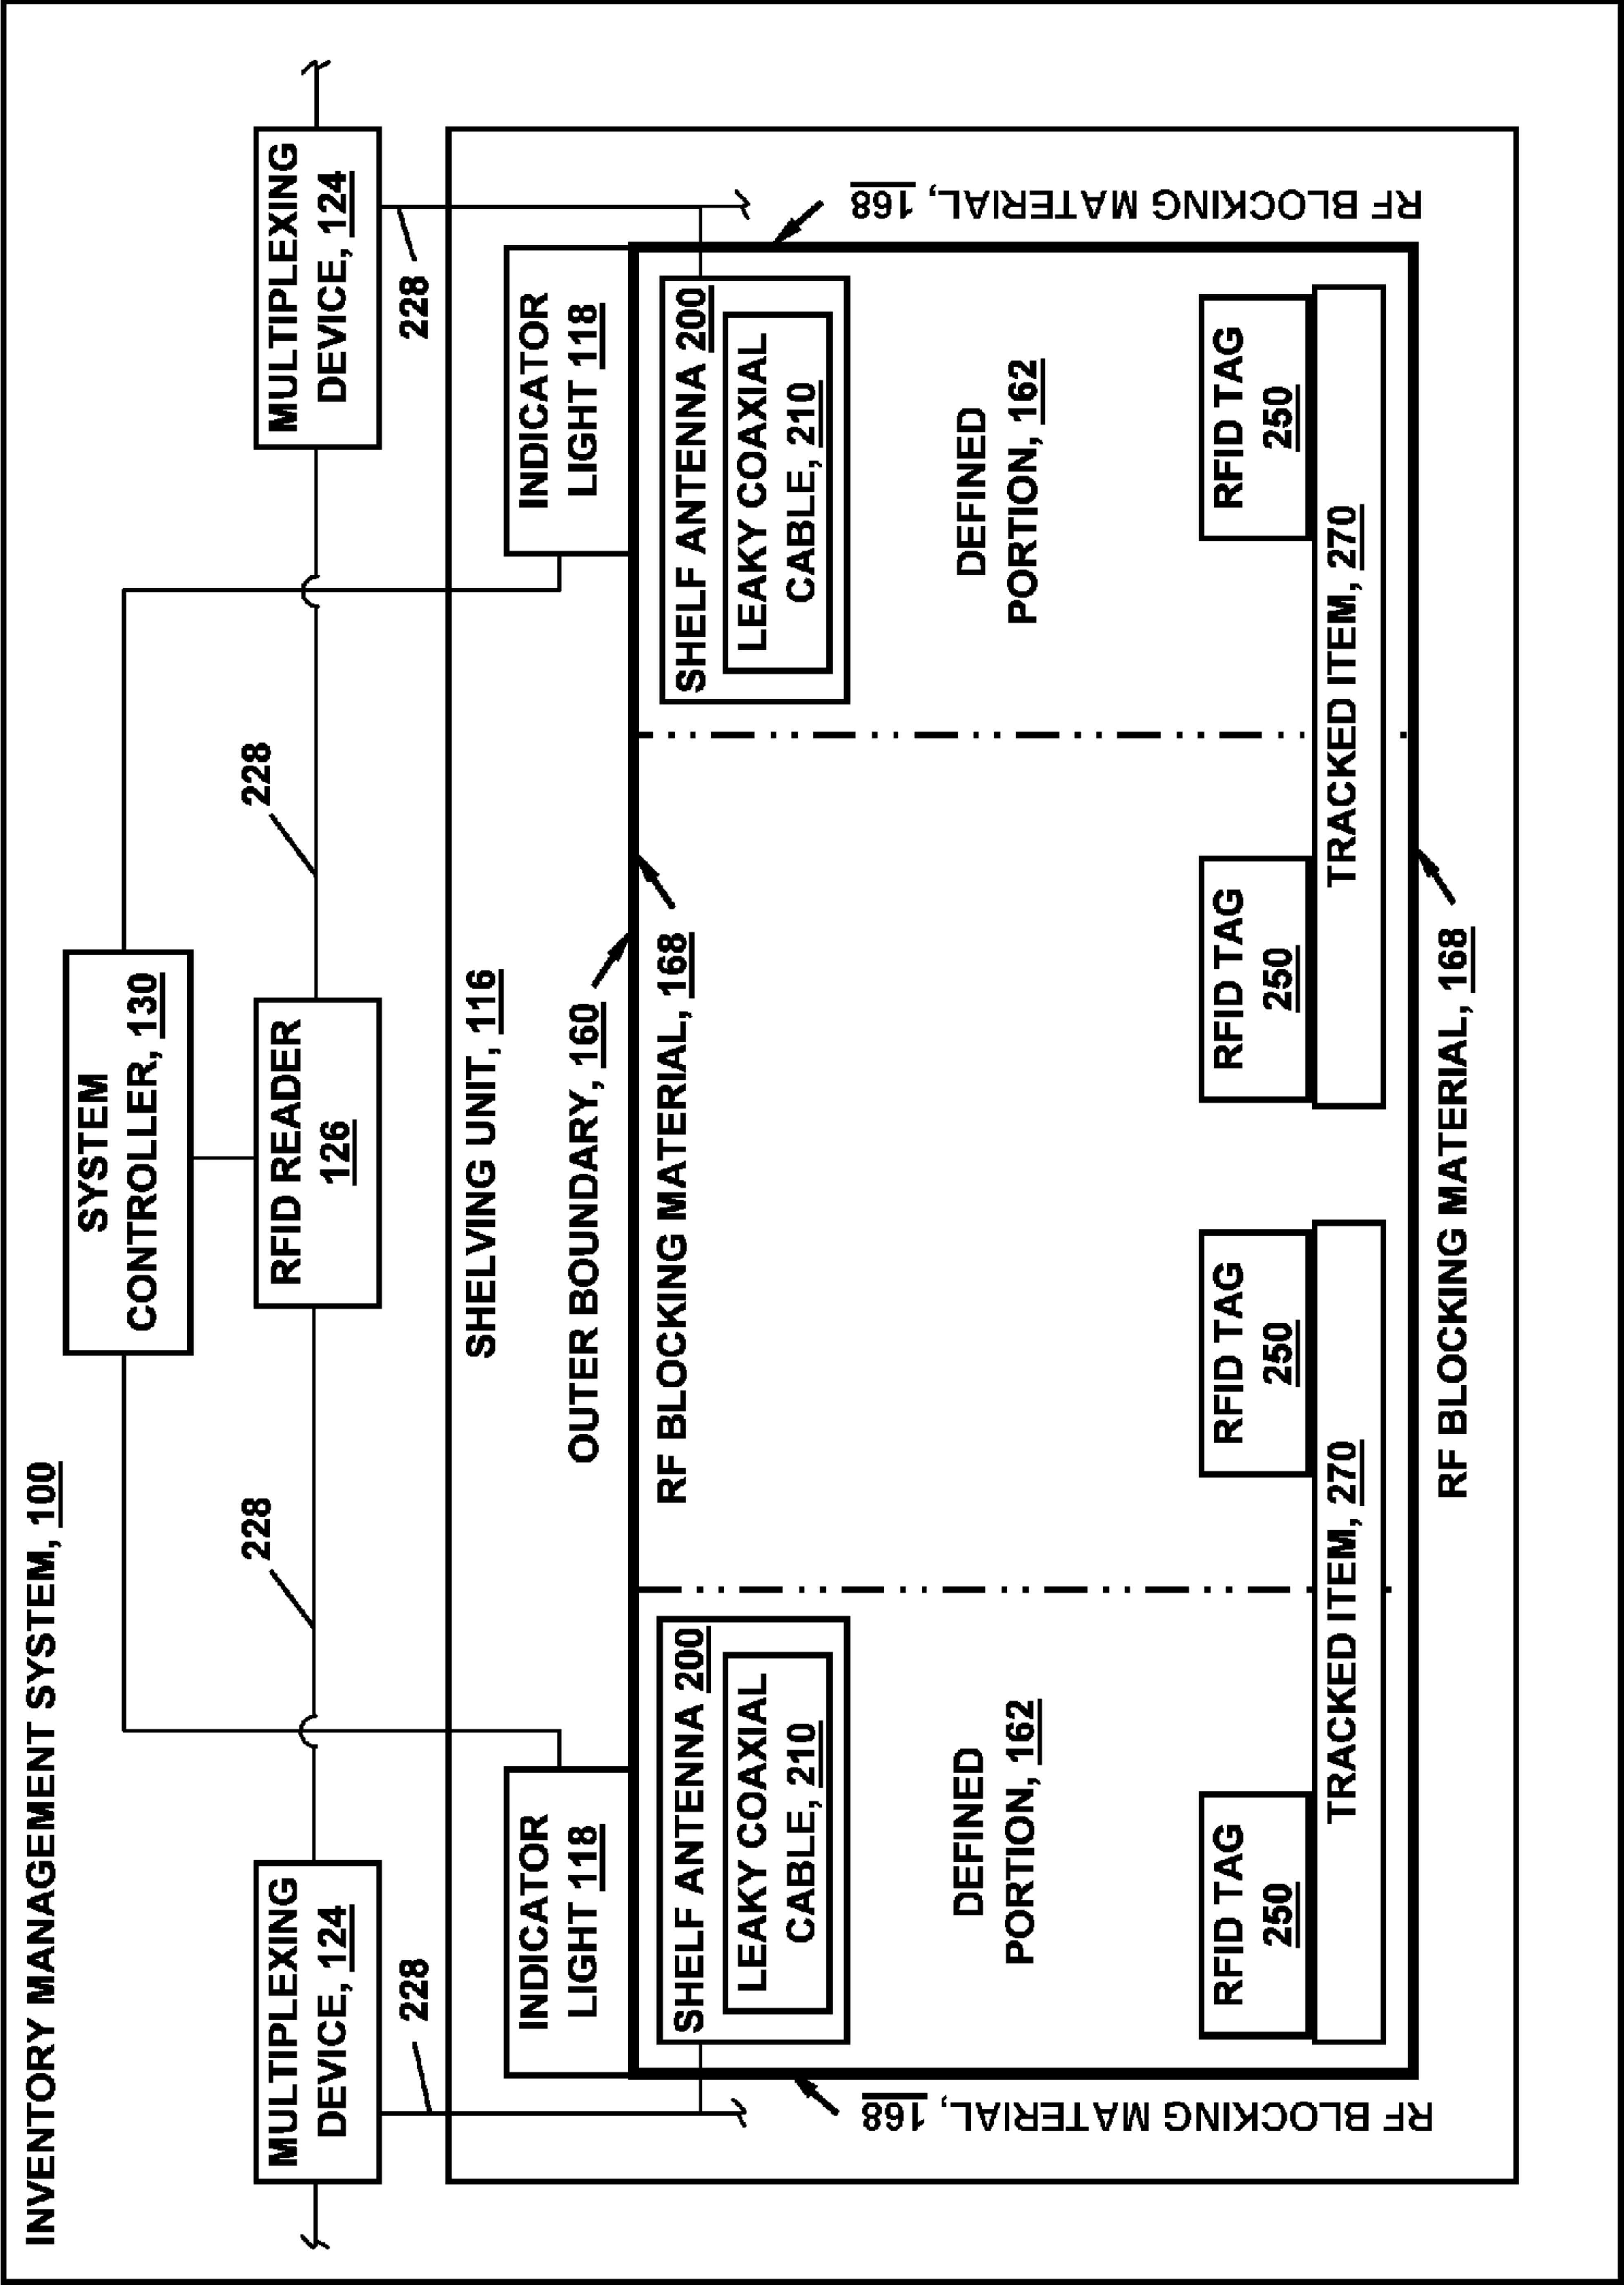 INVENTORY MANAGEMENT SYSTEM, 100
SYSTEM
CONTROLLER, 130
228
228
MULTIPLEXING
DEVICE, 124
RFID READER
126
MULTIPLEXING
DEVICE, 124
228
228
SHELVING UNIT, 116
INDICATOR
LIGHT 118
OUTER BOUNDARY, 160
INDICATOR
LIGHT 118
RF BLOCKING MATERIAL, 168
SHELF ANTENNA 200
LEAKY COAXIAL
CABLE, 210
RF BLOCKING MATERIAL, 168
SHELF ANTENNA 200
LEAKY COAXIAL
CABLE, 210
RF BLOCKING MATERIAL, 168
DEFINED
PORTION, 162
DEFINED
PORTION, 162
RFID TAG
250
RFID TAG
250
RFID TAG
250
RFID TAG
250
TRACKED ITEM, 270
TRACKED ITEM, 270
RF BLOCKING MATERIAL, 168